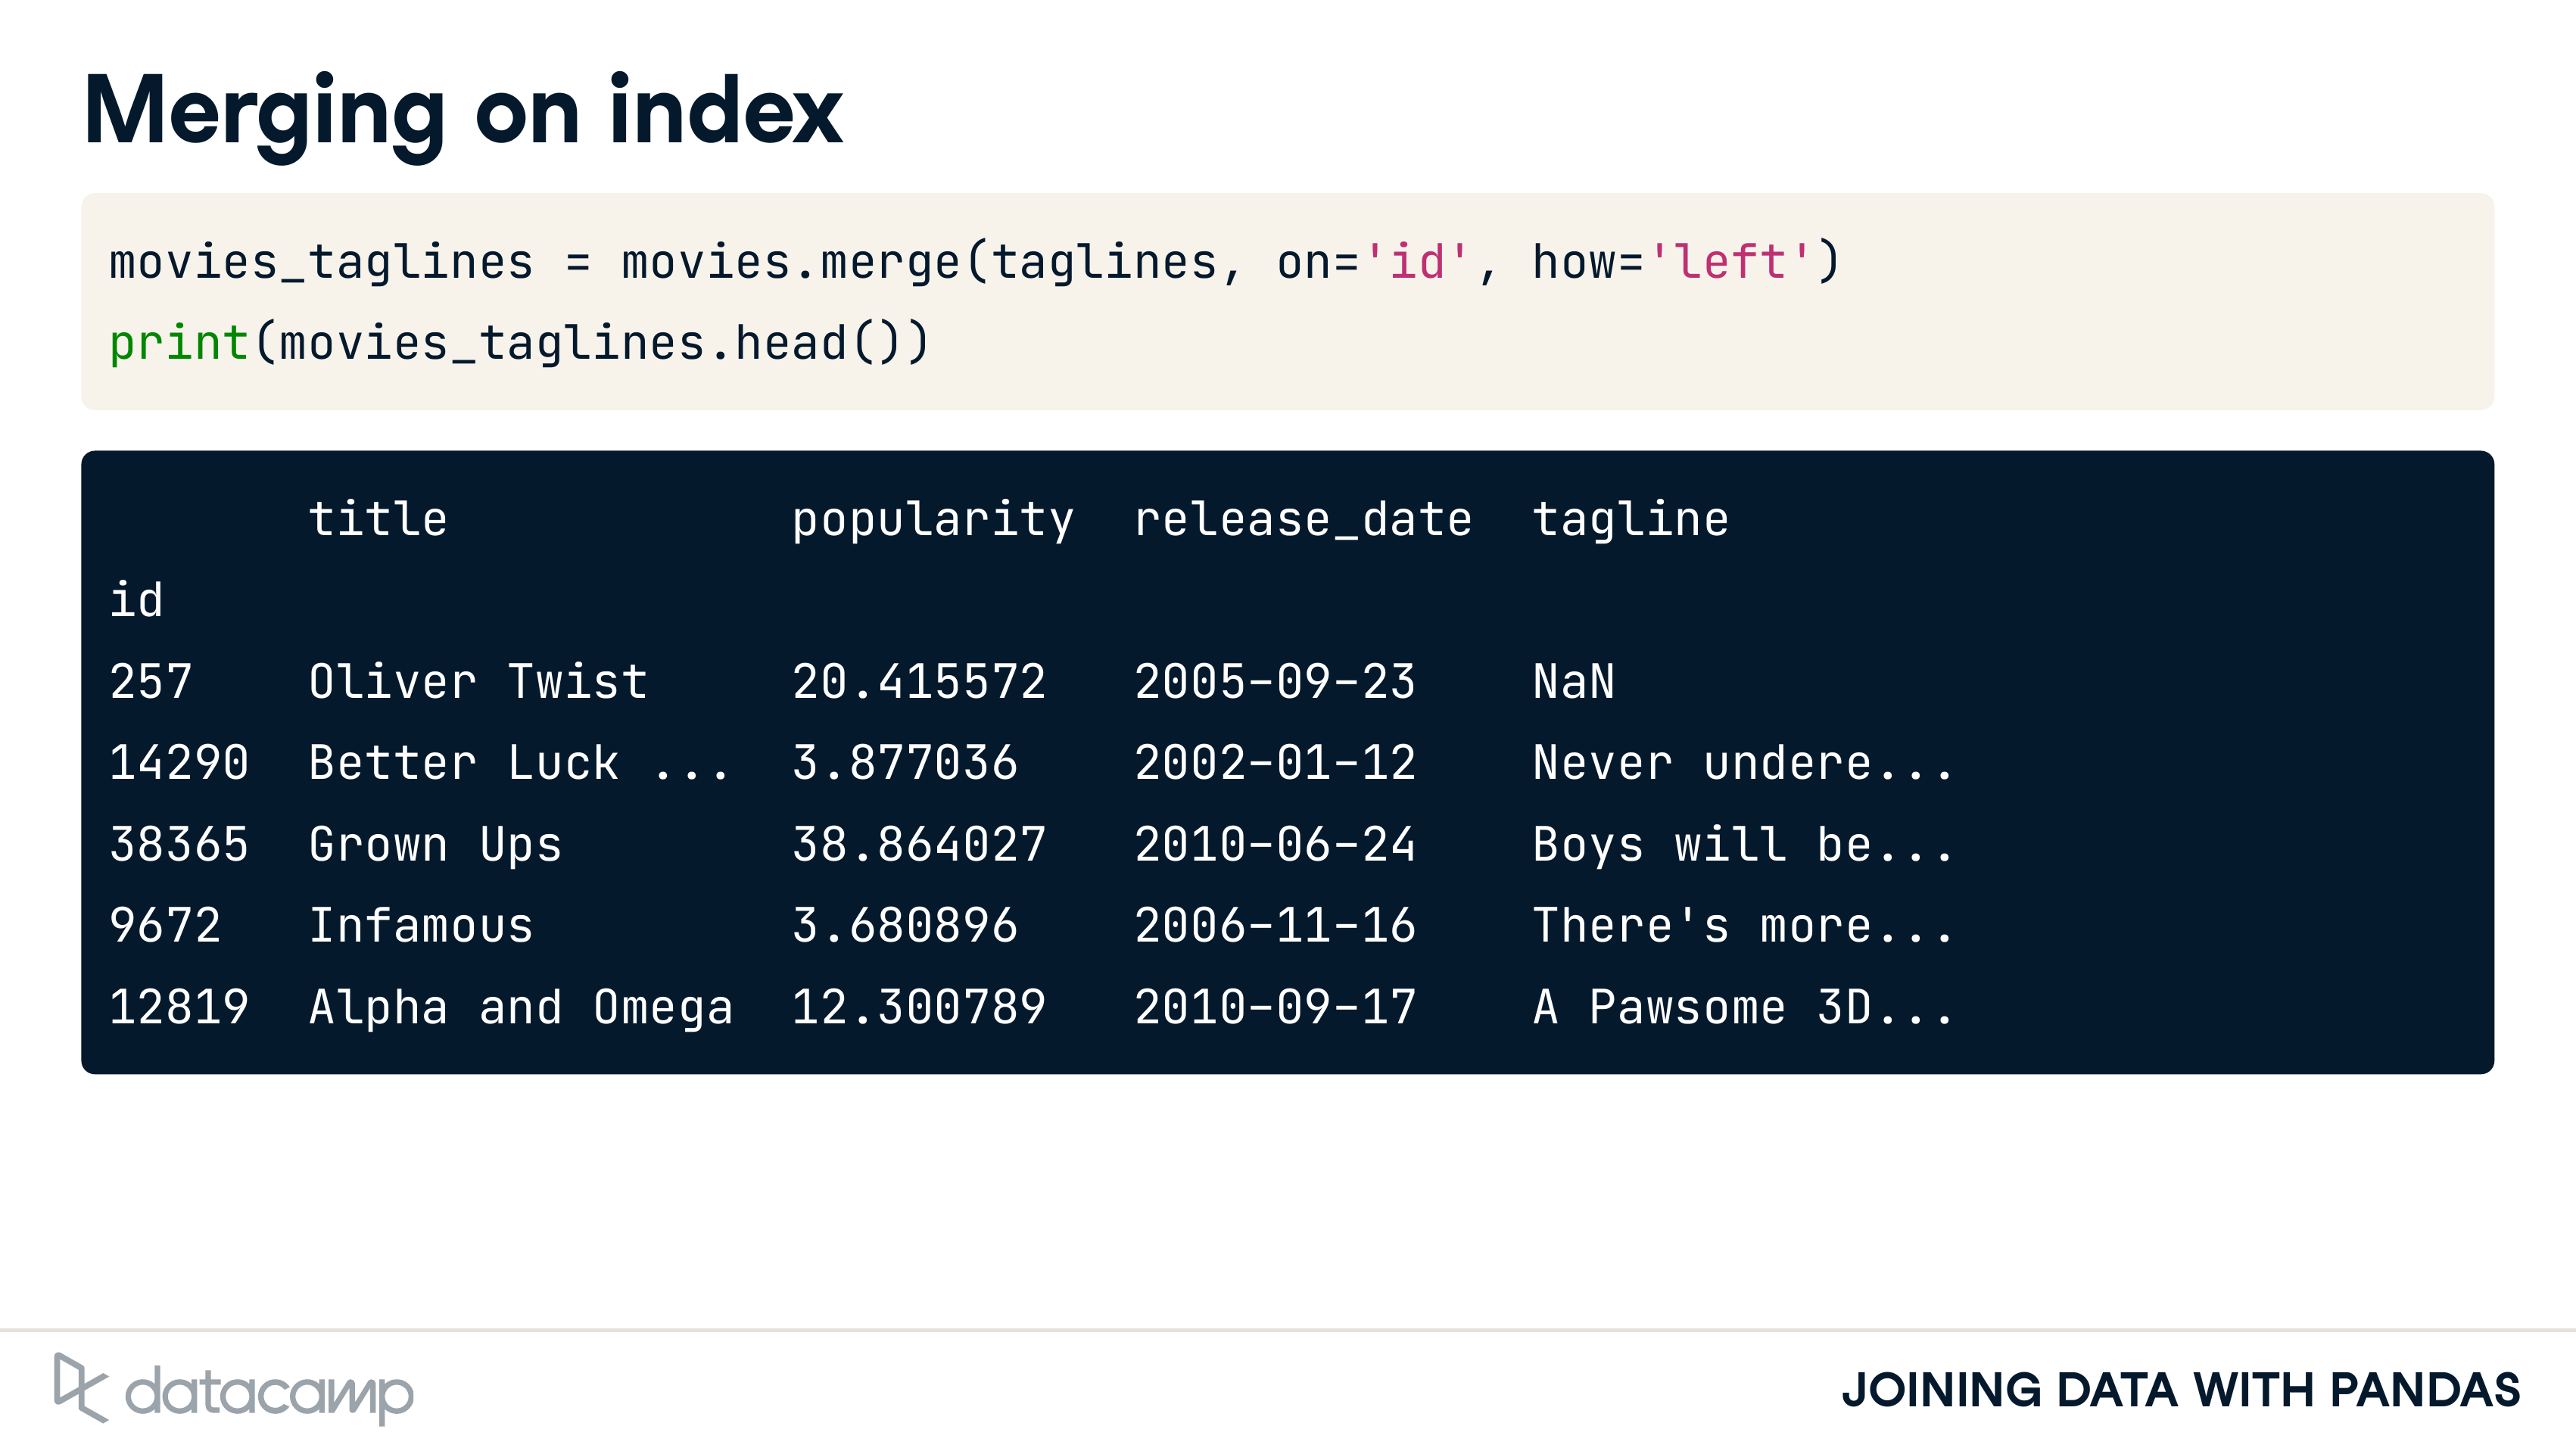 Merging on index
movies_taglines = movies.merge(taglines, on='id', how='left')
print(movies_taglines.head())
title popularity release_date tagline
id
257 Oliver Twist 20.415572 2005-09-23 NaN
14290 Better Luck ... 3.877036 2002-01-12 Never undere...
38365 Grown Ups 38.864027 2010-06-24 Boys will be...
9672 Infamous 3.680896 2006-11-16 There's more...
12819 Alpha and Omega 12.300789 2010-09-17 A Pawsome 3D...
datacamp
JOINING DATA WITH PANDAS